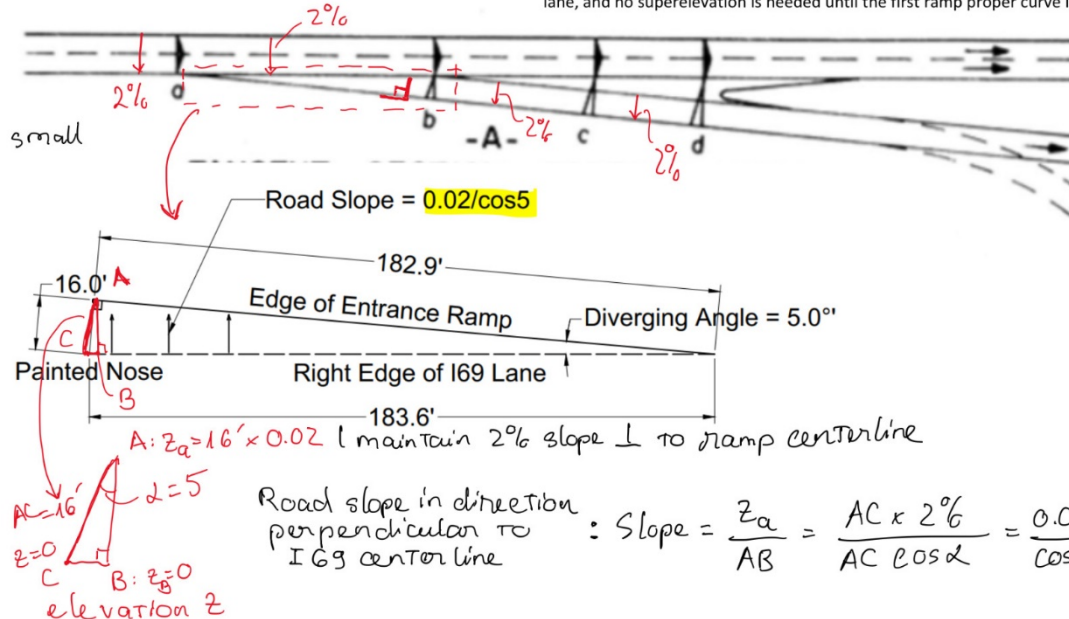 lane, and no superelevation is needed until the first ramp proper curve
2%
2%
d
b
2%
-A-
c
2%
d
small
Road Slope = 0.02/cos5
182.9'
16.0' A
Edge of Entrance Ramp
Diverging Angle = 5.0°'
C
Painted Nose
Right Edge of I69 Lane
B
183.6'
A: Za = 16' x 0.02 ( maintain 2% slope ⊥ to ramp centerline
AC=16'
α=5
z=0
C
B: ZB=0
elevation z
Road slope in direction
perpendicular to
I69 centerline
: Slope = Za/AB = AC x 2%/AC cosα = 0.0/cos